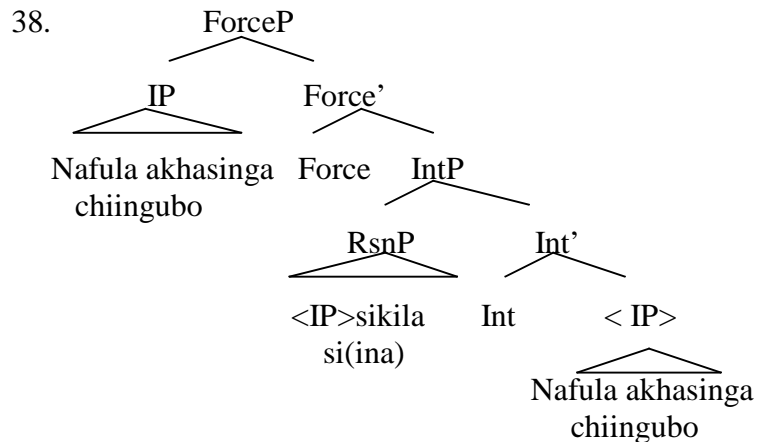 38. ForceP
IP Force’
Nafula akhasinga Force IntP
chiingubo
RsnP Int’
<IP>sikila Int < IP>
si(ina)
Nafula akhasinga
chiingubo